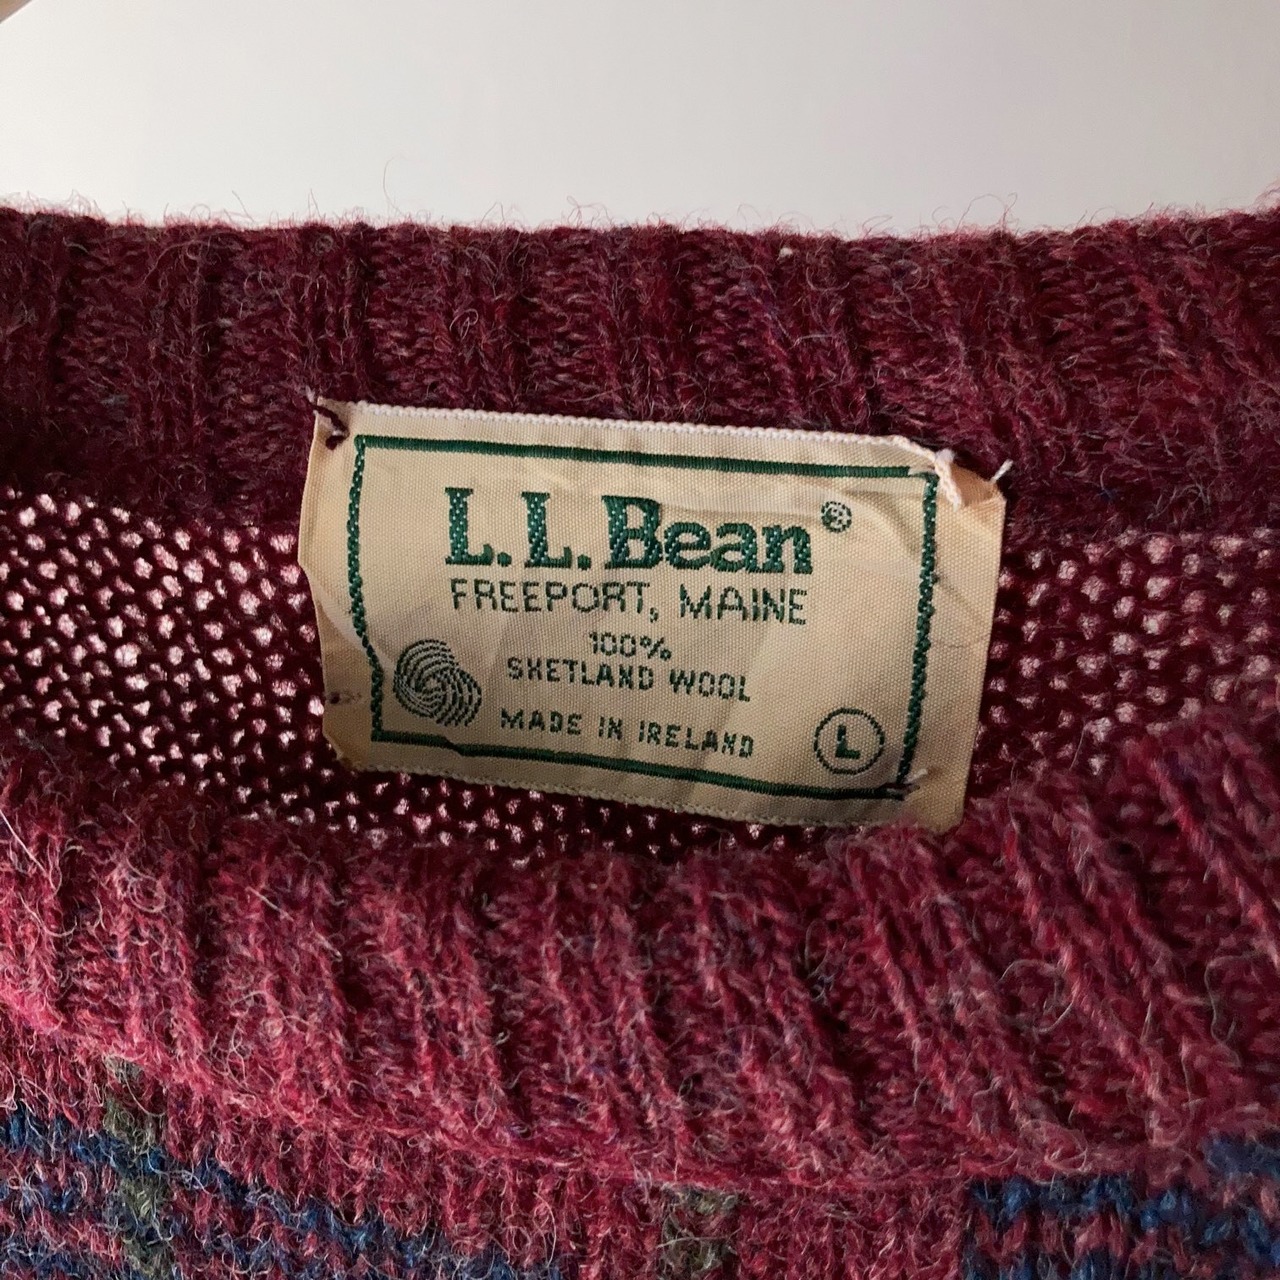 L.L.Bean®
FREEPORT, MAINE
100%
SHETLAND WOOL
MADE IN IRELAND
L